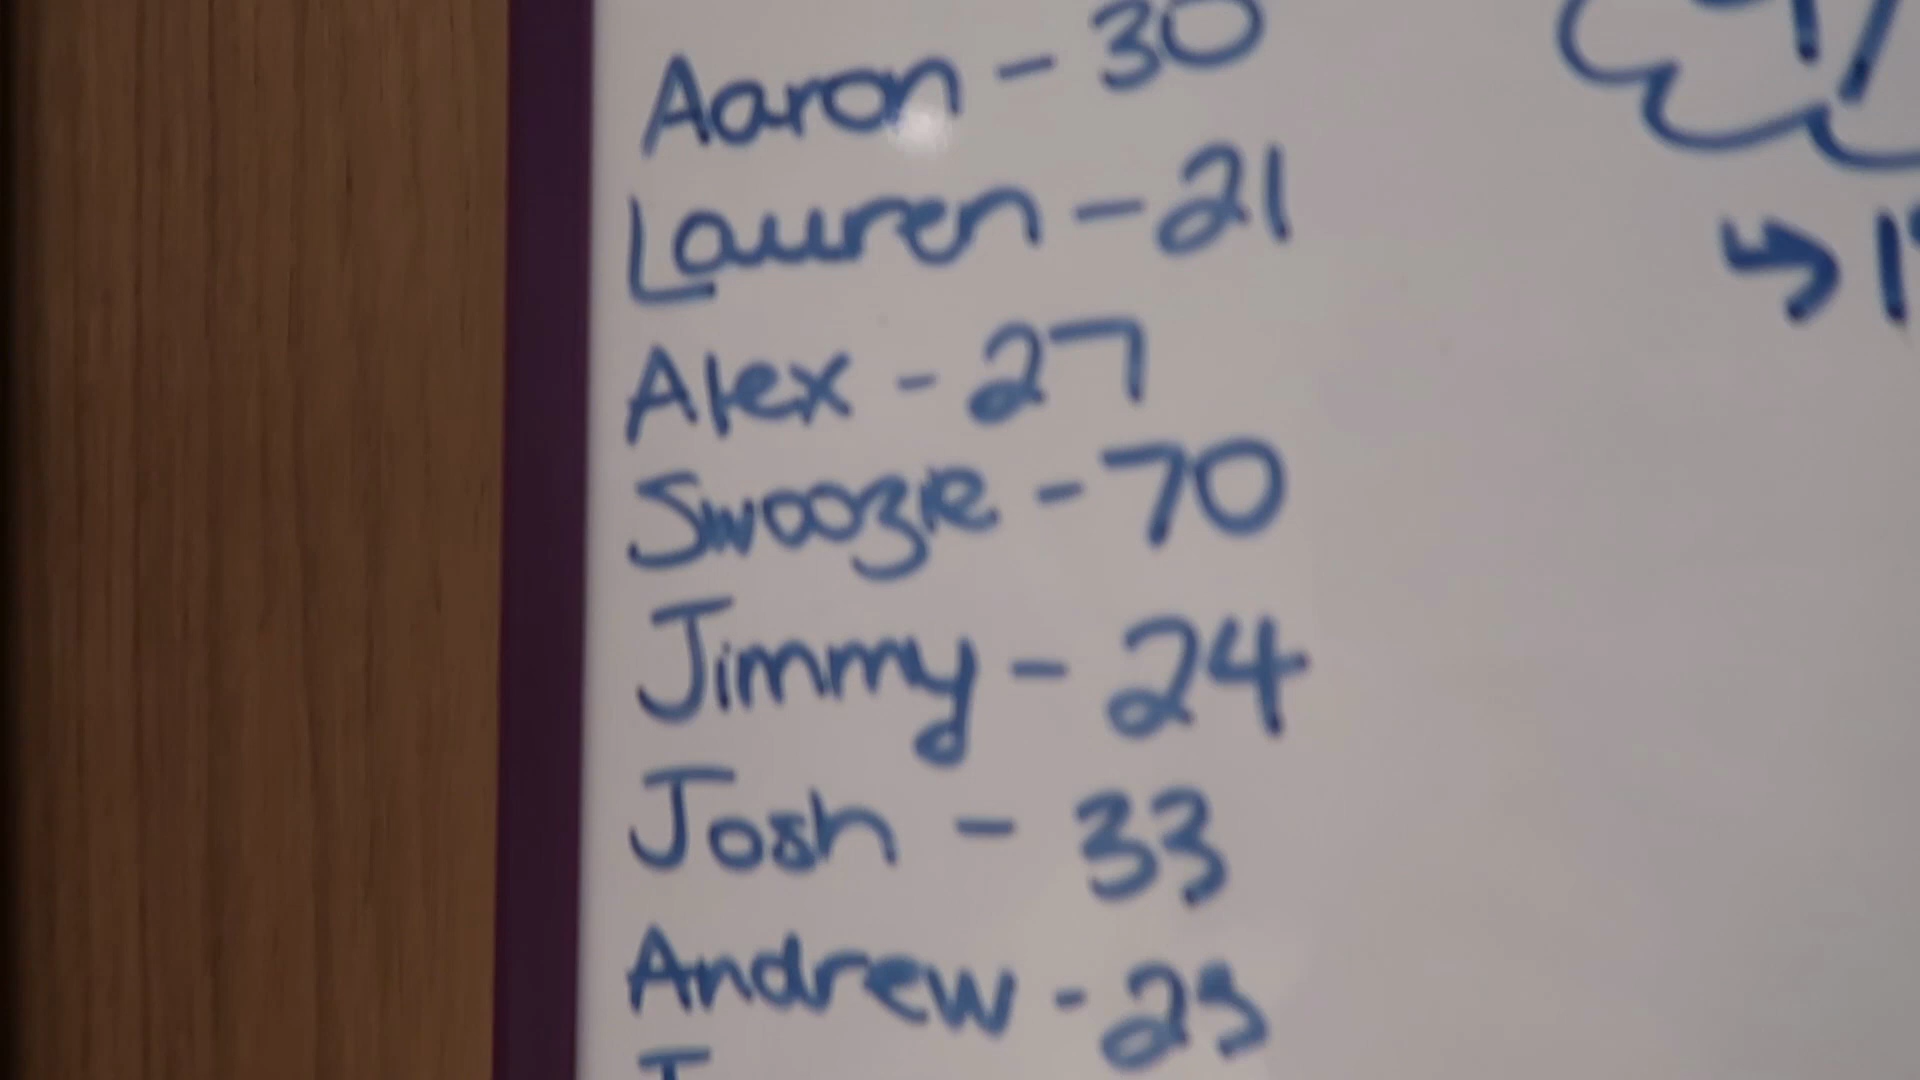 Aaron - 30
Lauren - 21
Alex - 27
Swoozie - 70
Jimmy - 24
Josh - 33
Andrew - 25